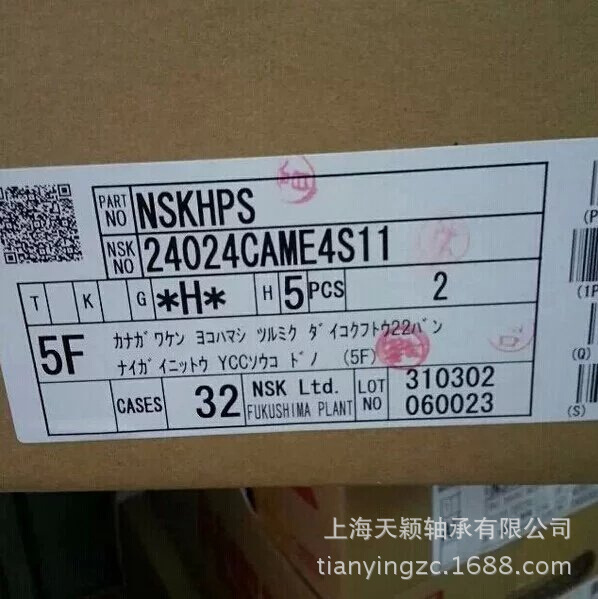 PART NO NSKHPS
NSK NO 24024CAME4S11
T K G *H* H 5 PCS 2
5F カナガワケン ヨコハマシ ツルミク ダイコクフトウ22バン
ナイガイニットウ YCCソウコ ドノ (5F)
CASES 32 NSK Ltd. FUKUSHIMA PLANT LOT NO 310302 060023
(P
(1P
(Q)
(S)
上海天颖轴承有限公司
tianyingzc.1688.com